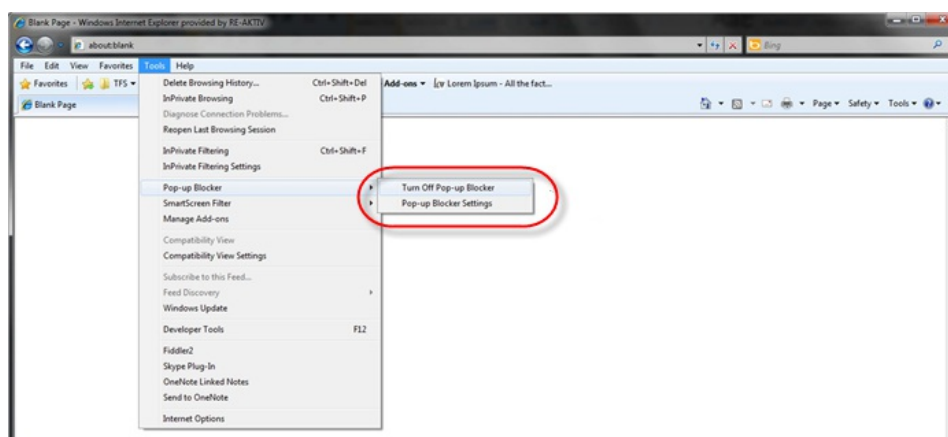 Blank Page - Windows Internet Explorer provided by RE-AKTIV
about:blank
Bing
File Edit View Favorites Tools Help
Favorites TFS Add-ons Lorem Ipsum - All the fact...
Blank Page Page Safety Tools
Delete Browsing History... Ctrl+Shift+Del
InPrivate Browsing Ctrl+Shift+P
Diagnose Connection Problems...
Reopen Last Browsing Session
InPrivate Filtering Ctrl+Shift+F
InPrivate Filtering Settings
Pop-up Blocker Turn Off Pop-up Blocker
SmartScreen Filter Pop-up Blocker Settings
Manage Add-ons
Compatibility View
Compatibility View Settings
Subscribe to this Feed...
Feed Discovery
Windows Update
Developer Tools F12
Fiddler2
Skype Plug-In
OneNote Linked Notes
Send to OneNote
Internet Options